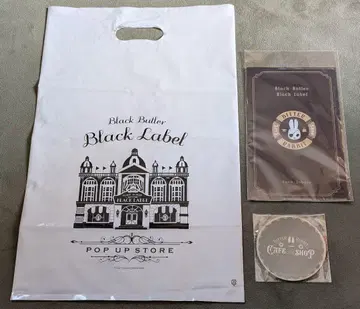 Black Butler
Black Label
BLACK LABEL
POP UP STORE
Black Butler
Black Label
BITTER
RABBIT
CAFE SHOP